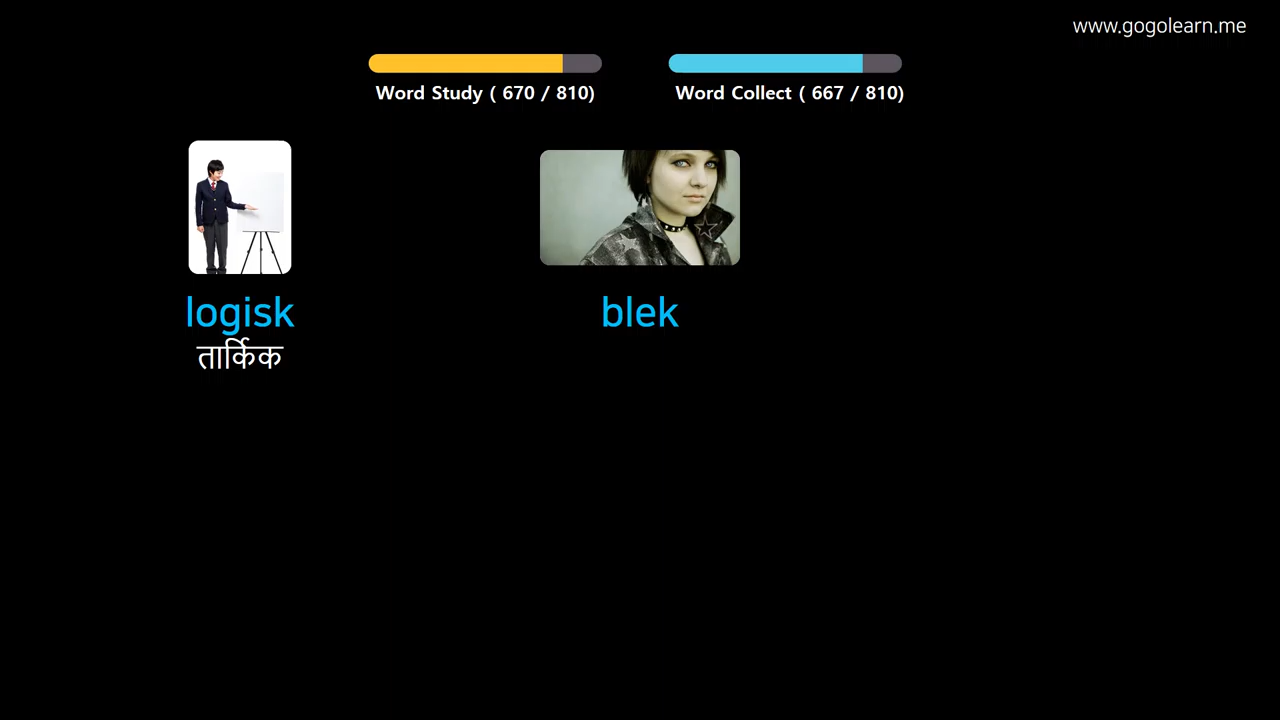 www.gogolearn.me
Word Study ( 670 / 810)
Word Collect ( 667 / 810)
logisk
blek
तार्किक